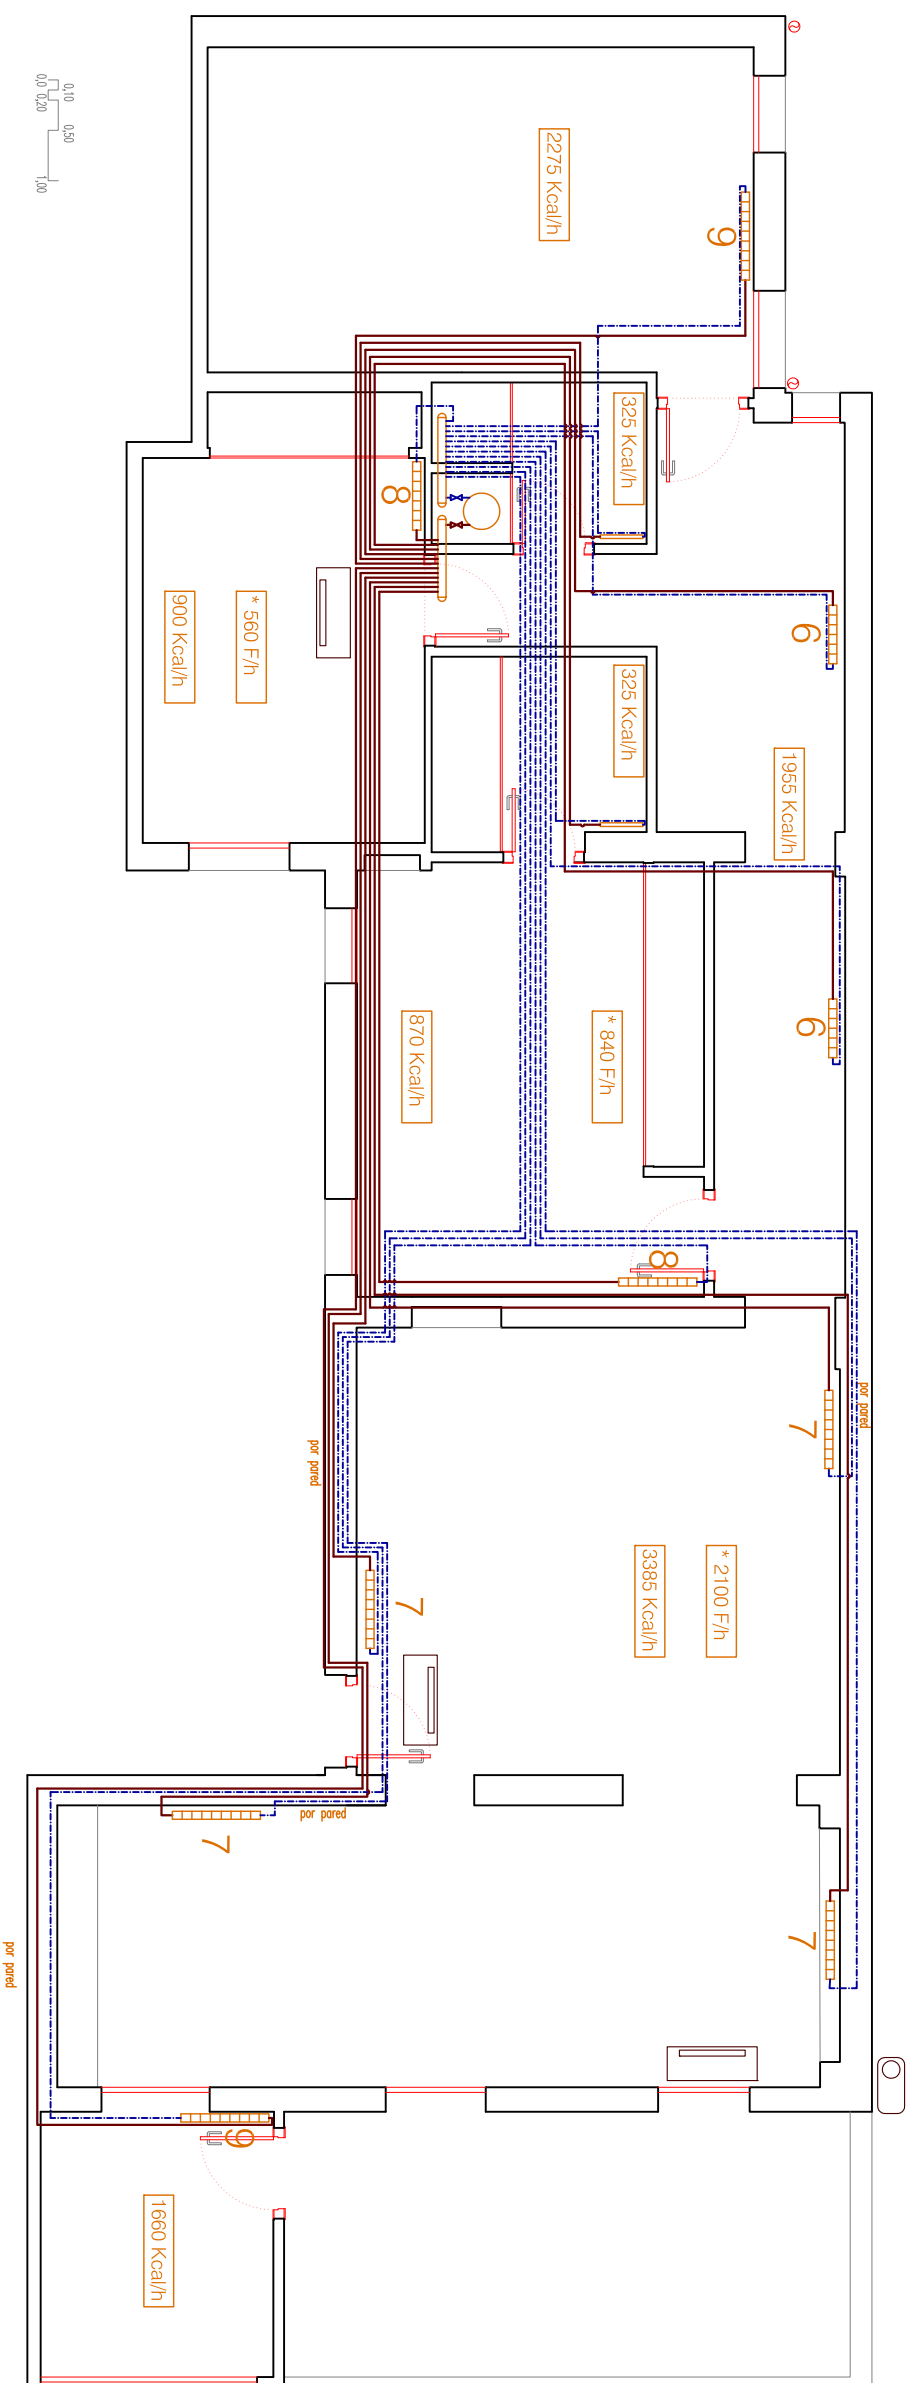 0,10
0,50
0,0
0,20
1,00
2275 Kcal/h
9
325 Kcal/h
8
* 560 F/h
900 Kcal/h
6
325 Kcal/h
1955 Kcal/h
6
* 840 F/h
870 Kcal/h
8
por pared
7
por pared
* 2100 F/h
3385 Kcal/h
7
por pared
7
7
por pared
9
1660 Kcal/h